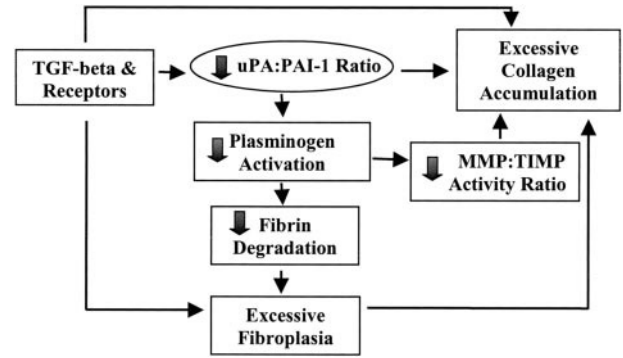 TGF-beta &
Receptors
uPA:PAI-1 Ratio
Excessive
Collagen
Accumulation
Plasminogen
Activation
MMP:TIMP
Activity Ratio
Fibrin
Degradation
Excessive
Fibroplasia